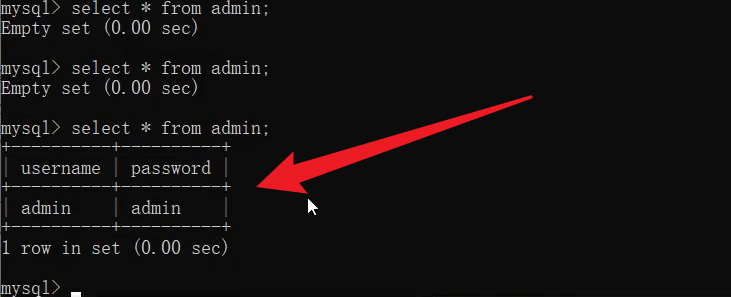 mysql> select * from admin;
Empty set (0.00 sec)
mysql> select * from admin;
Empty set (0.00 sec)
mysql> select * from admin;
+----------+----------+
| username | password |
+----------+----------+
| admin    | admin    |
+----------+----------+
1 row in set (0.00 sec)
mysql>